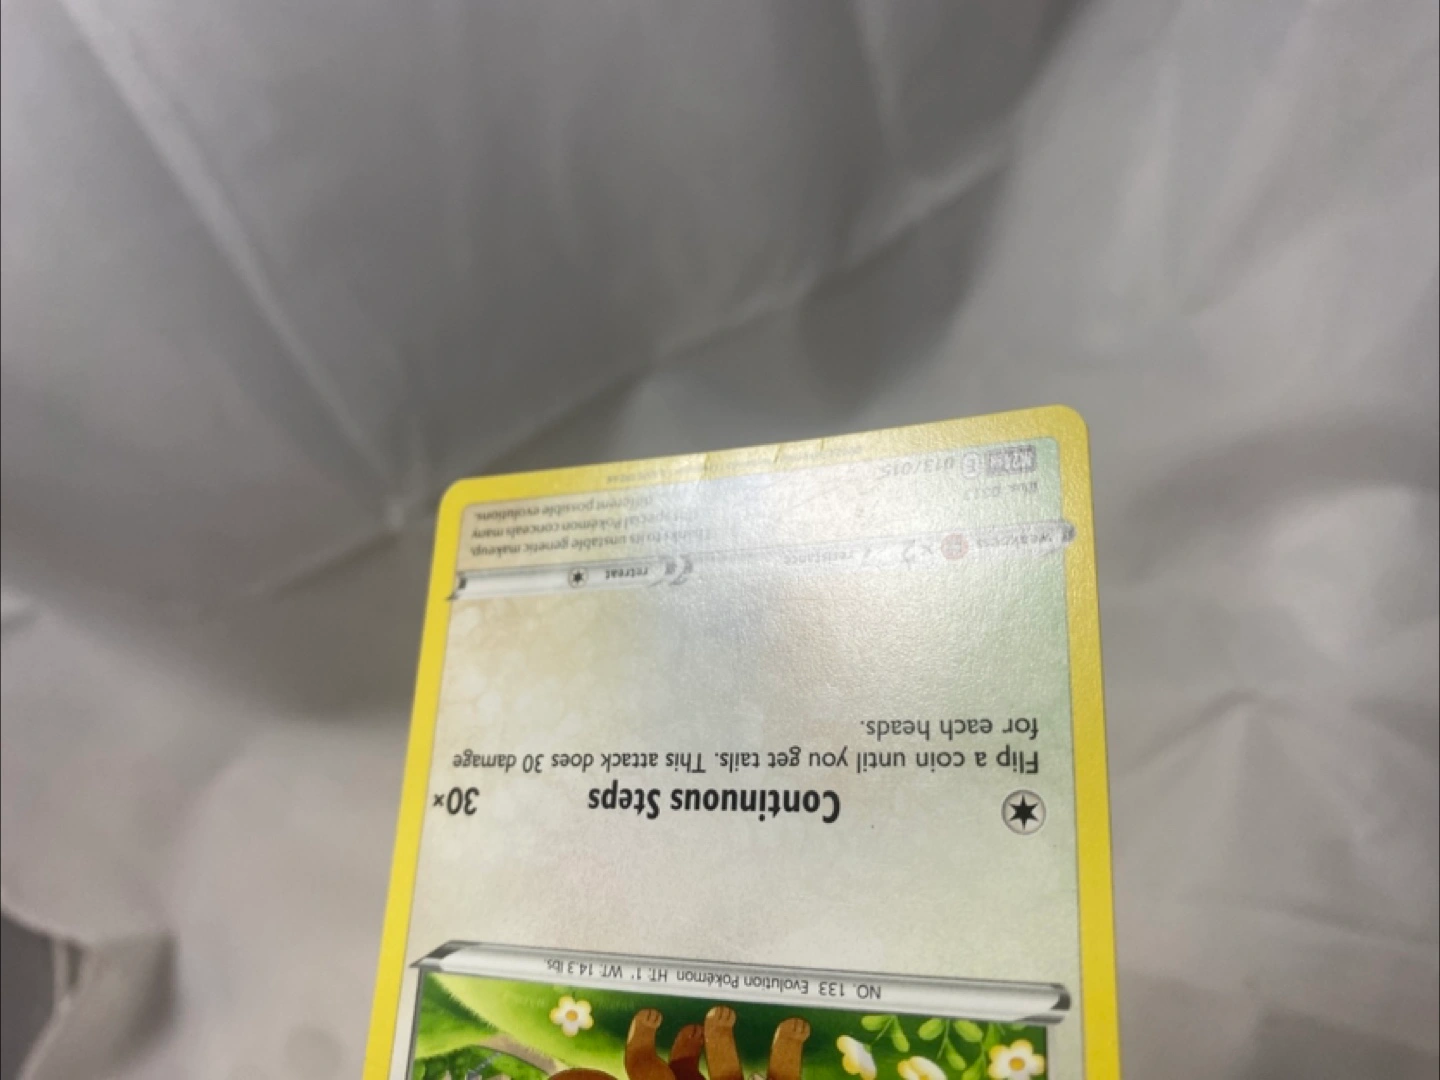 NO. 133 Evolution Pokémon HT: 1' WT: 14.3 lbs.
Continuous Steps 30×
Flip a coin until you get tails. This attack does 30 damage
for each heads.
weakness ×2 resistance retreat
Illus. 0313
013/015
Thanks to its unstable genetic makeup,
this special Pokémon conceals many
different possible evolutions.